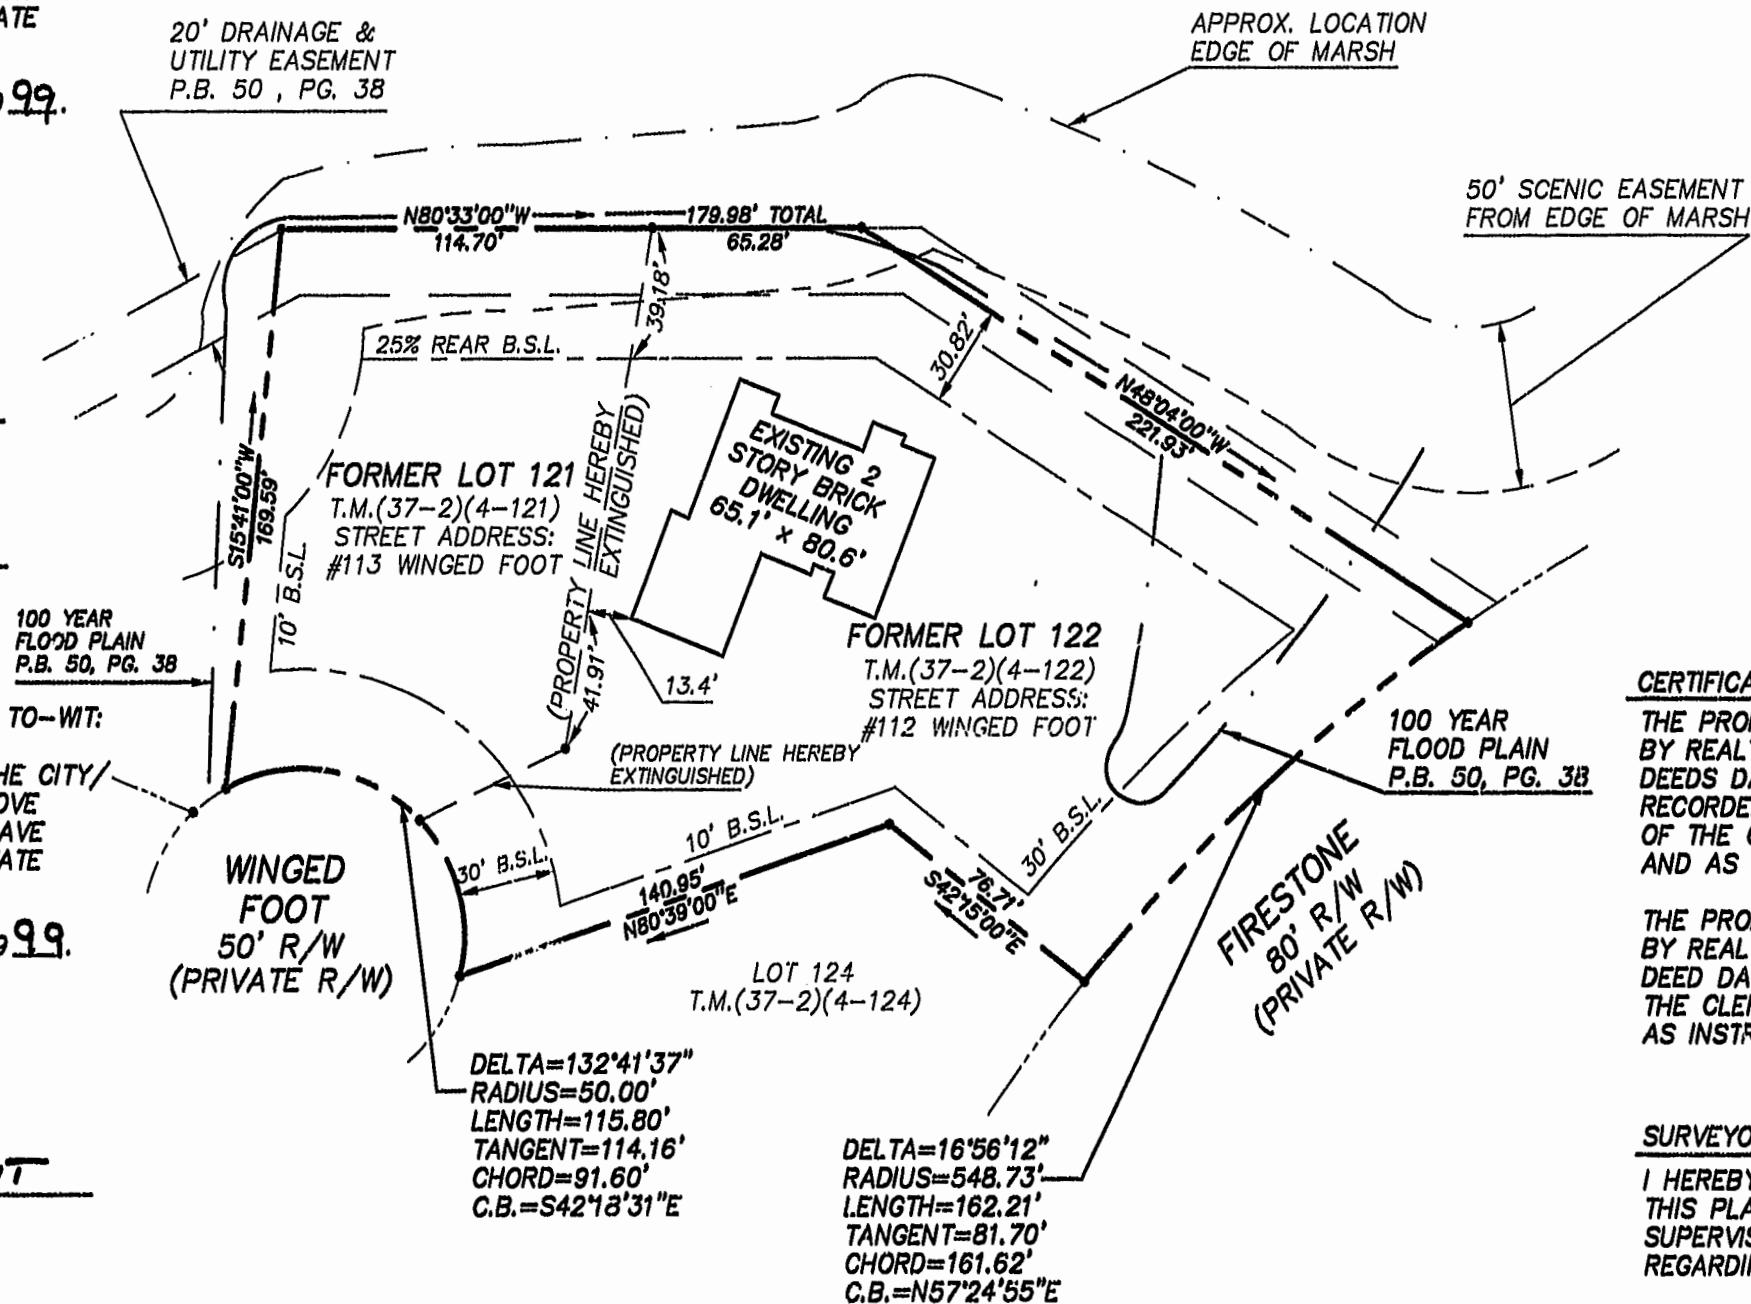 ATE
99.
20' DRAINAGE &
UTILITY EASEMENT
P.B. 50 , PG. 38
APPROX. LOCATION
EDGE OF MARSH
50' SCENIC EASEMENT
FROM EDGE OF MARSH
N80°33'00"W
114.70'
179.98' TOTAL
65.28'
39.18'
30.82'
25% REAR B.S.L.
N48°04'00"W
221.93'
S15°41'00"W
169.59'
10' B.S.L.
FORMER LOT 121
T.M.(37-2)(4-121)
STREET ADDRESS:
#113 WINGED FOOT
(PROPERTY LINE HEREBY
EXTINGUISHED)
EXISTING 2
STORY BRICK
DWELLING
65.1' x 80.6'
41.91'
13.4'
FORMER LOT 122
T.M.(37-2)(4-122)
STREET ADDRESS:
#112 WINGED FOOT
100 YEAR
FLOOD PLAIN
P.B. 50, PG. 38
TO-WIT:
HE CITY/
OVE
AVE
ATE
99.
(PROPERTY LINE HEREBY
EXTINGUISHED)
100 YEAR
FLOOD PLAIN
P.B. 50, PG. 38
WINGED
FOOT
50' R/W
(PRIVATE R/W)
30' B.S.L.
10' B.S.L.
140.95'
N80°39'00"E
30' B.S.L.
76.71'
S42°15'00"E
FIRESTONE
80' R/W
(PRIVATE R/W)
LOT 124
T.M.(37-2)(4-124)
DELTA=132°41'37"
RADIUS=50.00'
LENGTH=115.80'
TANGENT=114.16'
CHORD=91.60'
C.B.=S42°18'31"E
DELTA=16°56'12"
RADIUS=548.73'
LENGTH=162.21'
TANGENT=81.70'
CHORD=161.62'
C.B.=N57°24'55"E
CERTIFICA
THE PRO
BY REAL
DEEDS DA
RECORDE
OF THE
AND AS
THE PRO
BY REAL
DEED DA
THE CLE
AS INSTR
SURVEYO
I HEREBY
THIS PLA
SUPERVIS
REGARDI